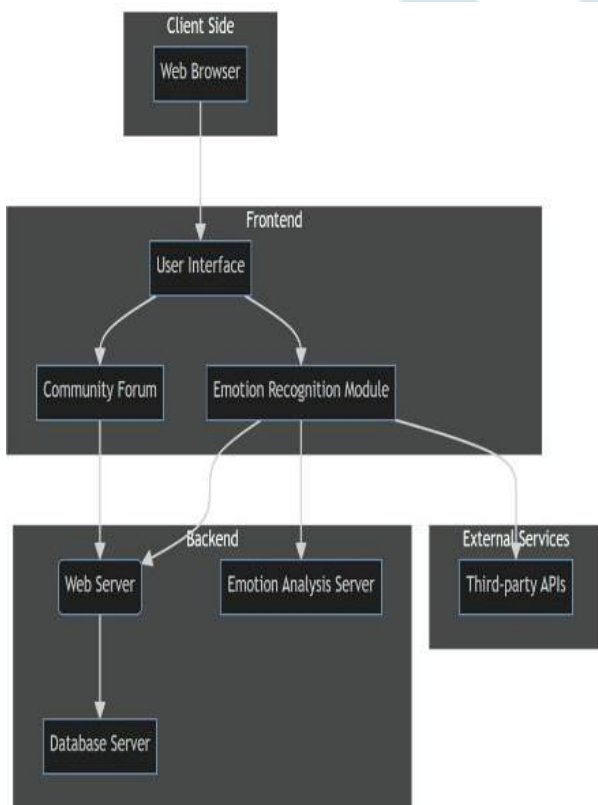 Client Side
Web Browser
Frontend
User Interface
Community Forum
Emotion Recognition Module
Backend
External Services
Web Server
Emotion Analysis Server
Third-party APIs
Database Server